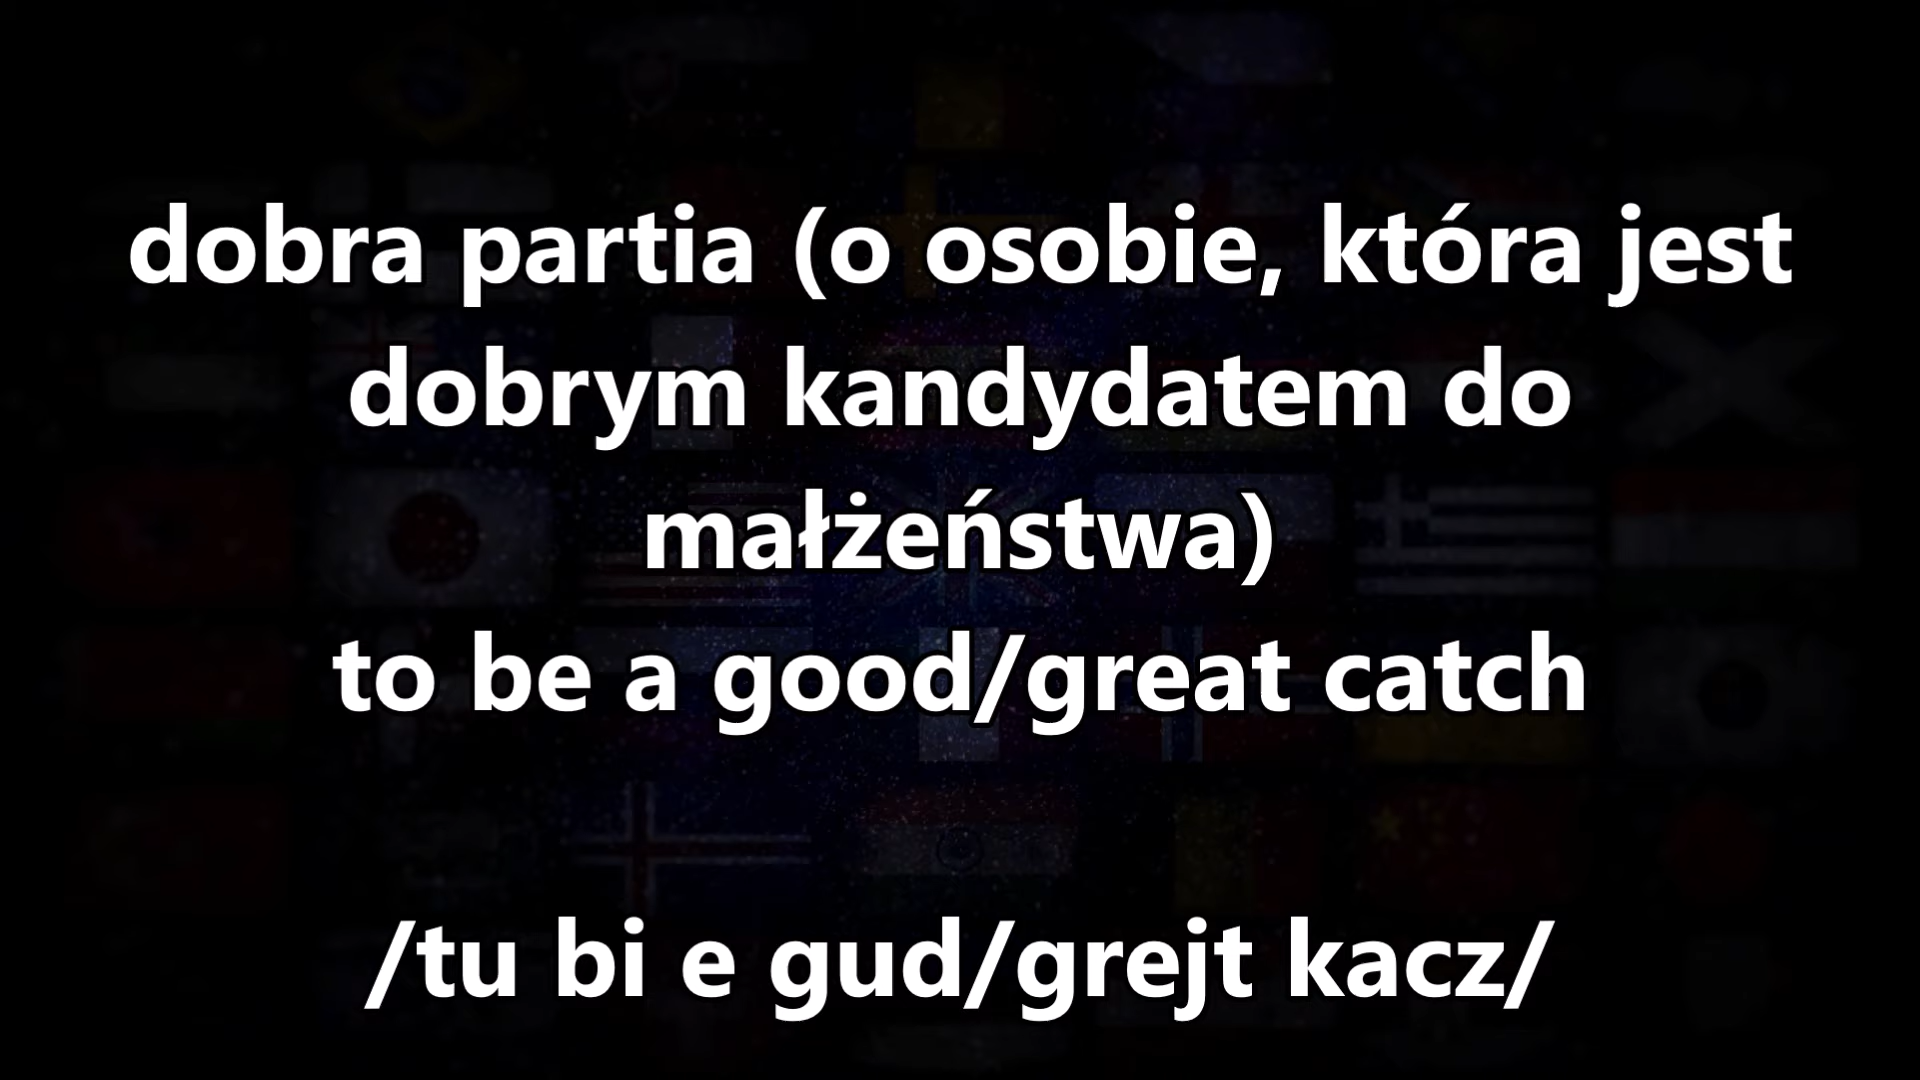 dobra partia (o osobie, która jest
dobrym kandydatem do
małżeństwa)
to be a good/great catch
/tu bi e gud/grejt kacz/